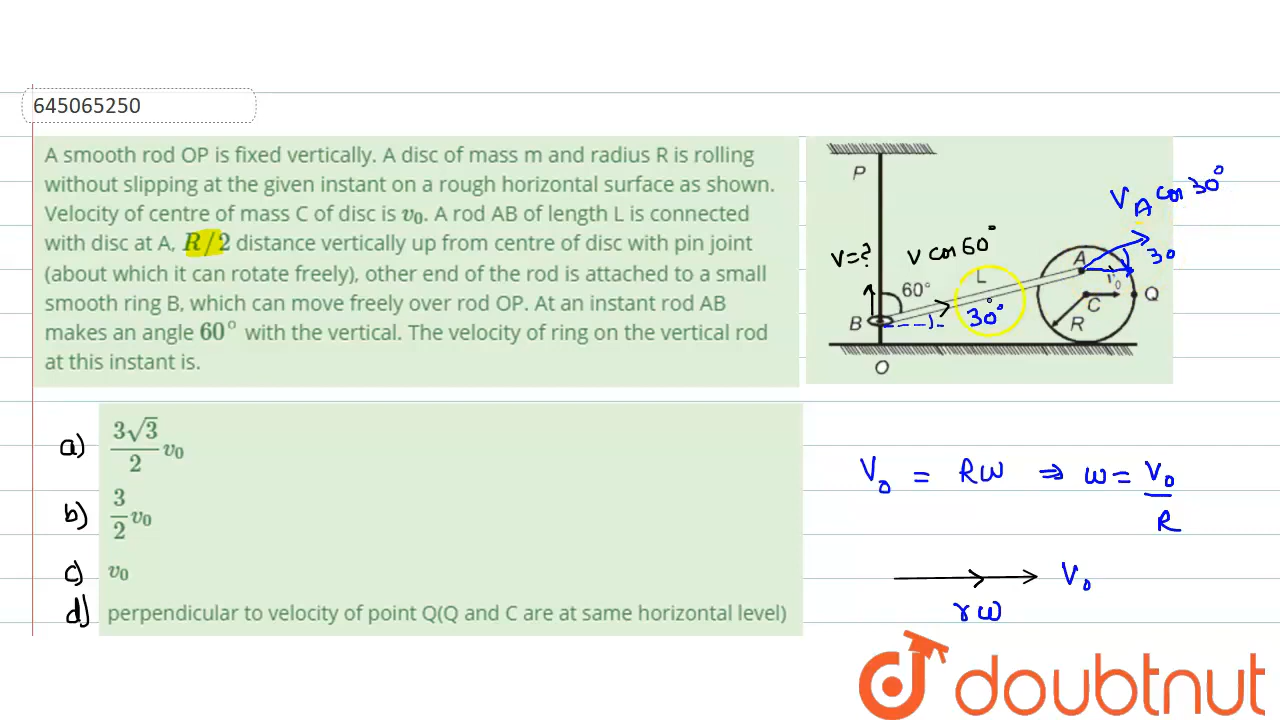 645065250
A smooth rod OP is fixed vertically. A disc of mass m and radius R is rolling
without slipping at the given instant on a rough horizontal surface as shown.
Velocity of centre of mass C of disc is v₀. A rod AB of length L is connected
with disc at A, R/2 distance vertically up from centre of disc with pin joint
(about which it can rotate freely), other end of the rod is attached to a small
smooth ring B, which can move freely over rod OP. At an instant rod AB
makes an angle 60° with the vertical. The velocity of ring on the vertical rod
at this instant is.
P
V_A cos 30°
V=?
V cos 60°
30
A
L
60°
v₀
Q
C
B
30°
R
O
a) 3√3/2 v₀
b) 3/2 v₀
c) v₀
d) perpendicular to velocity of point Q(Q and C are at same horizontal level)
V₀ = Rω ⇒ ω = V₀/R
V₀
rω
doubtnut